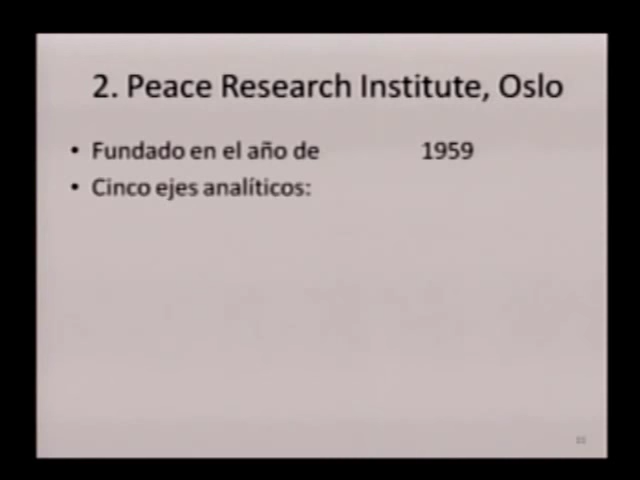 2. Peace Research Institute, Oslo
• Fundado en el año de 1959
• Cinco ejes analíticos: